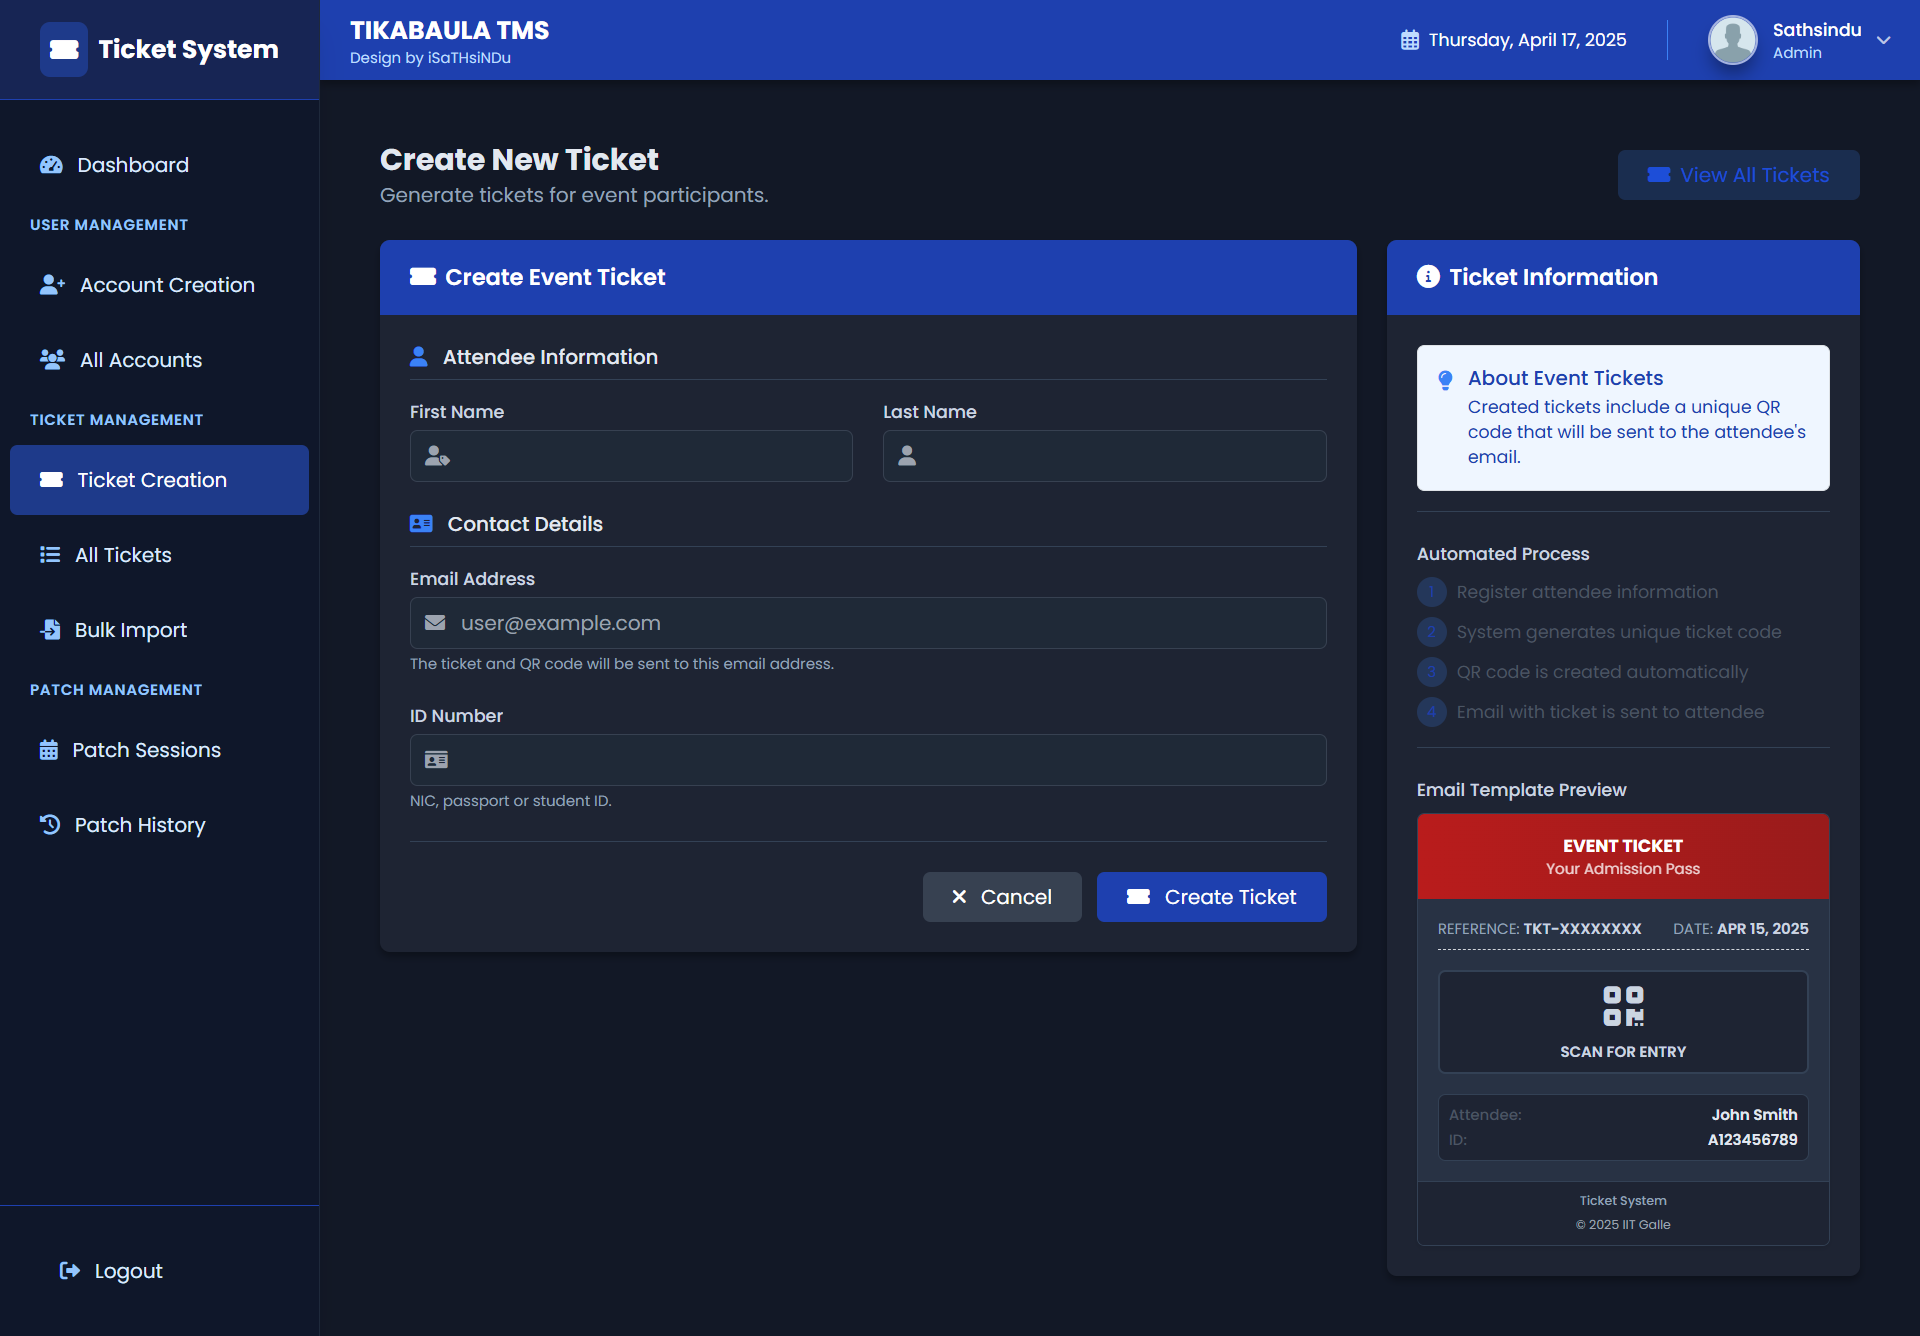 Ticket System
TIKABAULA TMS
Design by iSaTHsiNDu
Thursday, April 17, 2025
Sathsindu
Admin
Dashboard
USER MANAGEMENT
Account Creation
All Accounts
TICKET MANAGEMENT
Ticket Creation
All Tickets
Bulk Import
PATCH MANAGEMENT
Patch Sessions
Patch History
Logout
Create New Ticket
Generate tickets for event participants.
View All Tickets
Create Event Ticket
Attendee Information
First Name
Last Name
Contact Details
Email Address
user@example.com
The ticket and QR code will be sent to this email address.
ID Number
NIC, passport or student ID.
Cancel
Create Ticket
Ticket Information
About Event Tickets
Created tickets include a unique QR
code that will be sent to the attendee's
email.
Automated Process
1 Register attendee information
2 System generates unique ticket code
3 QR code is created automatically
4 Email with ticket is sent to attendee
Email Template Preview
EVENT TICKET
Your Admission Pass
REFERENCE: TKT-XXXXXXXX DATE: APR 15, 2025
SCAN FOR ENTRY
Attendee: John Smith
ID: A123456789
Ticket System
© 2025 IIT Galle